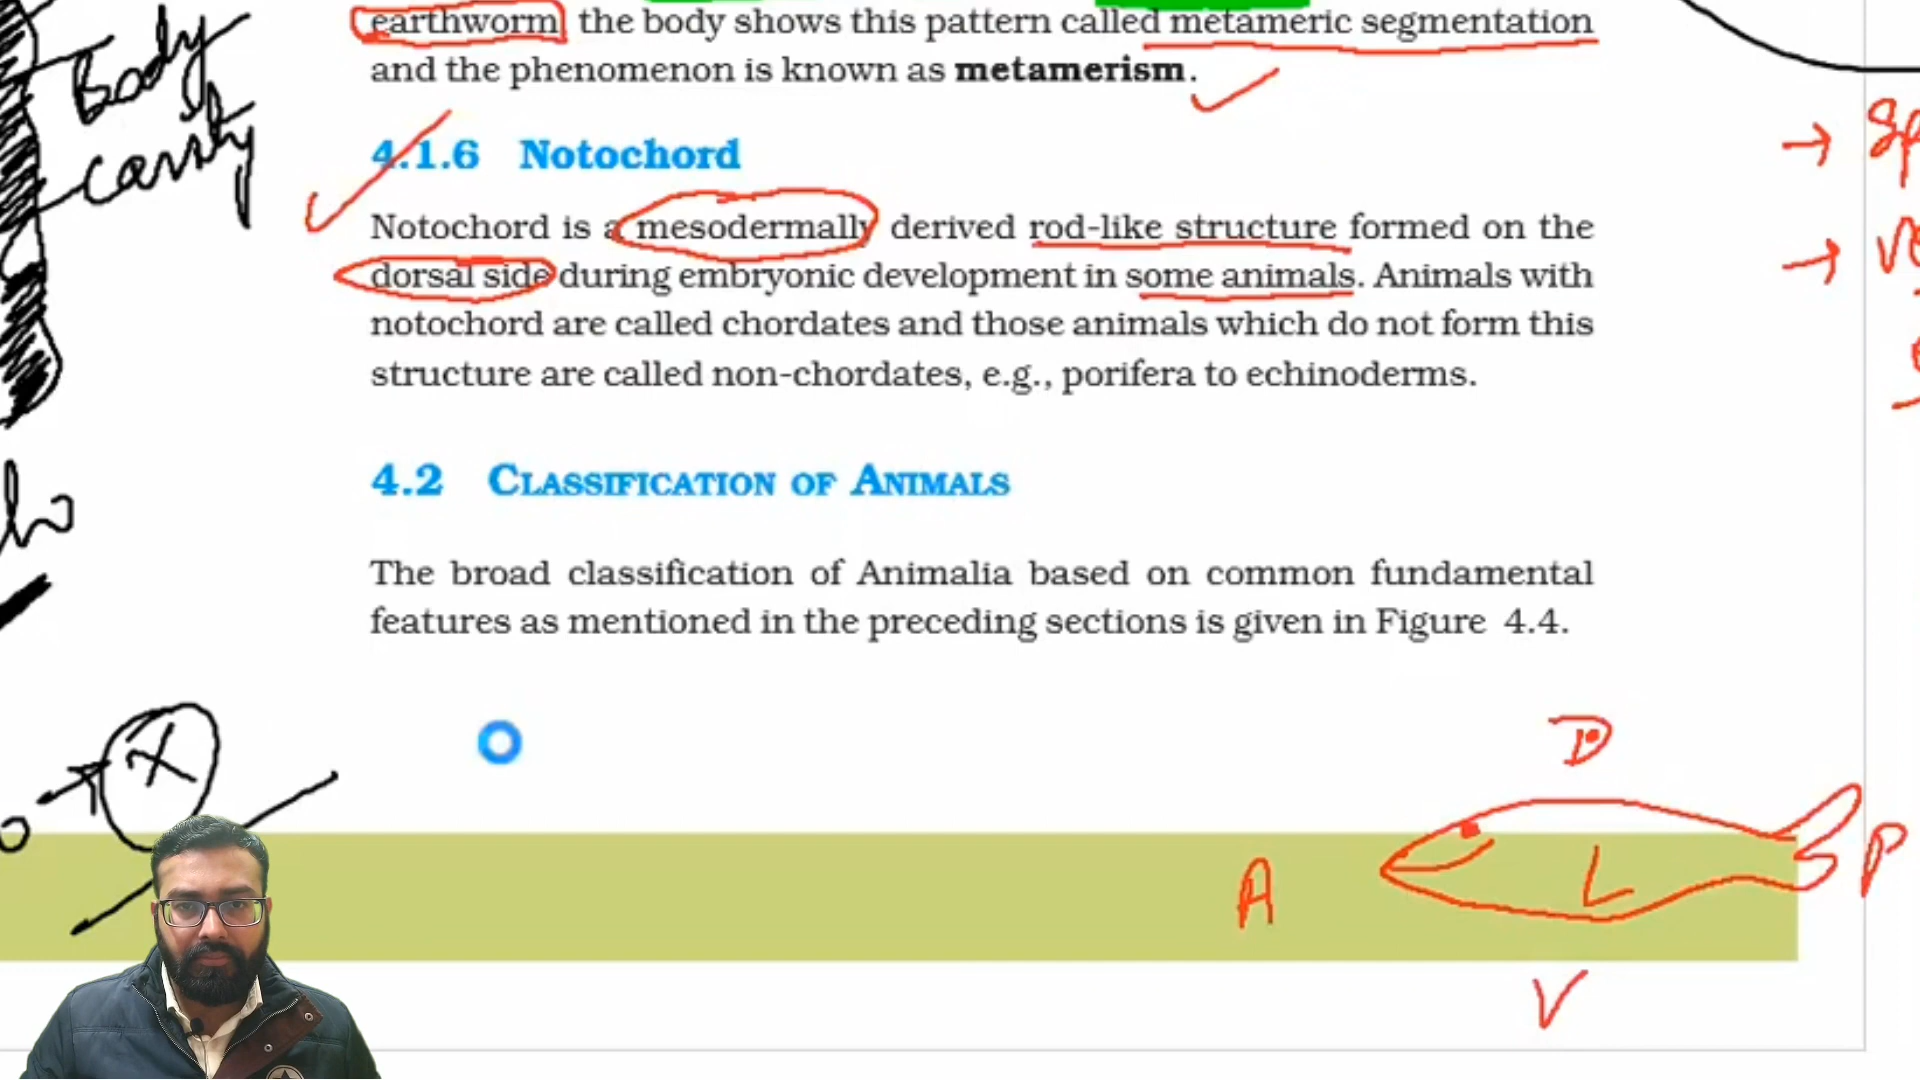 earthworm, the body shows this pattern called metameric segmentation
and the phenomenon is known as metamerism.
4.1.6 Notochord
Notochord is a mesodermally derived rod-like structure formed on the
dorsal side during embryonic development in some animals. Animals with
notochord are called chordates and those animals which do not form this
structure are called non-chordates, e.g., porifera to echinoderms.
4.2 CLASSIFICATION OF ANIMALS
The broad classification of Animalia based on common fundamental
features as mentioned in the preceding sections is given in Figure 4.4.
Body
cavity
X
D
A
L
P
V